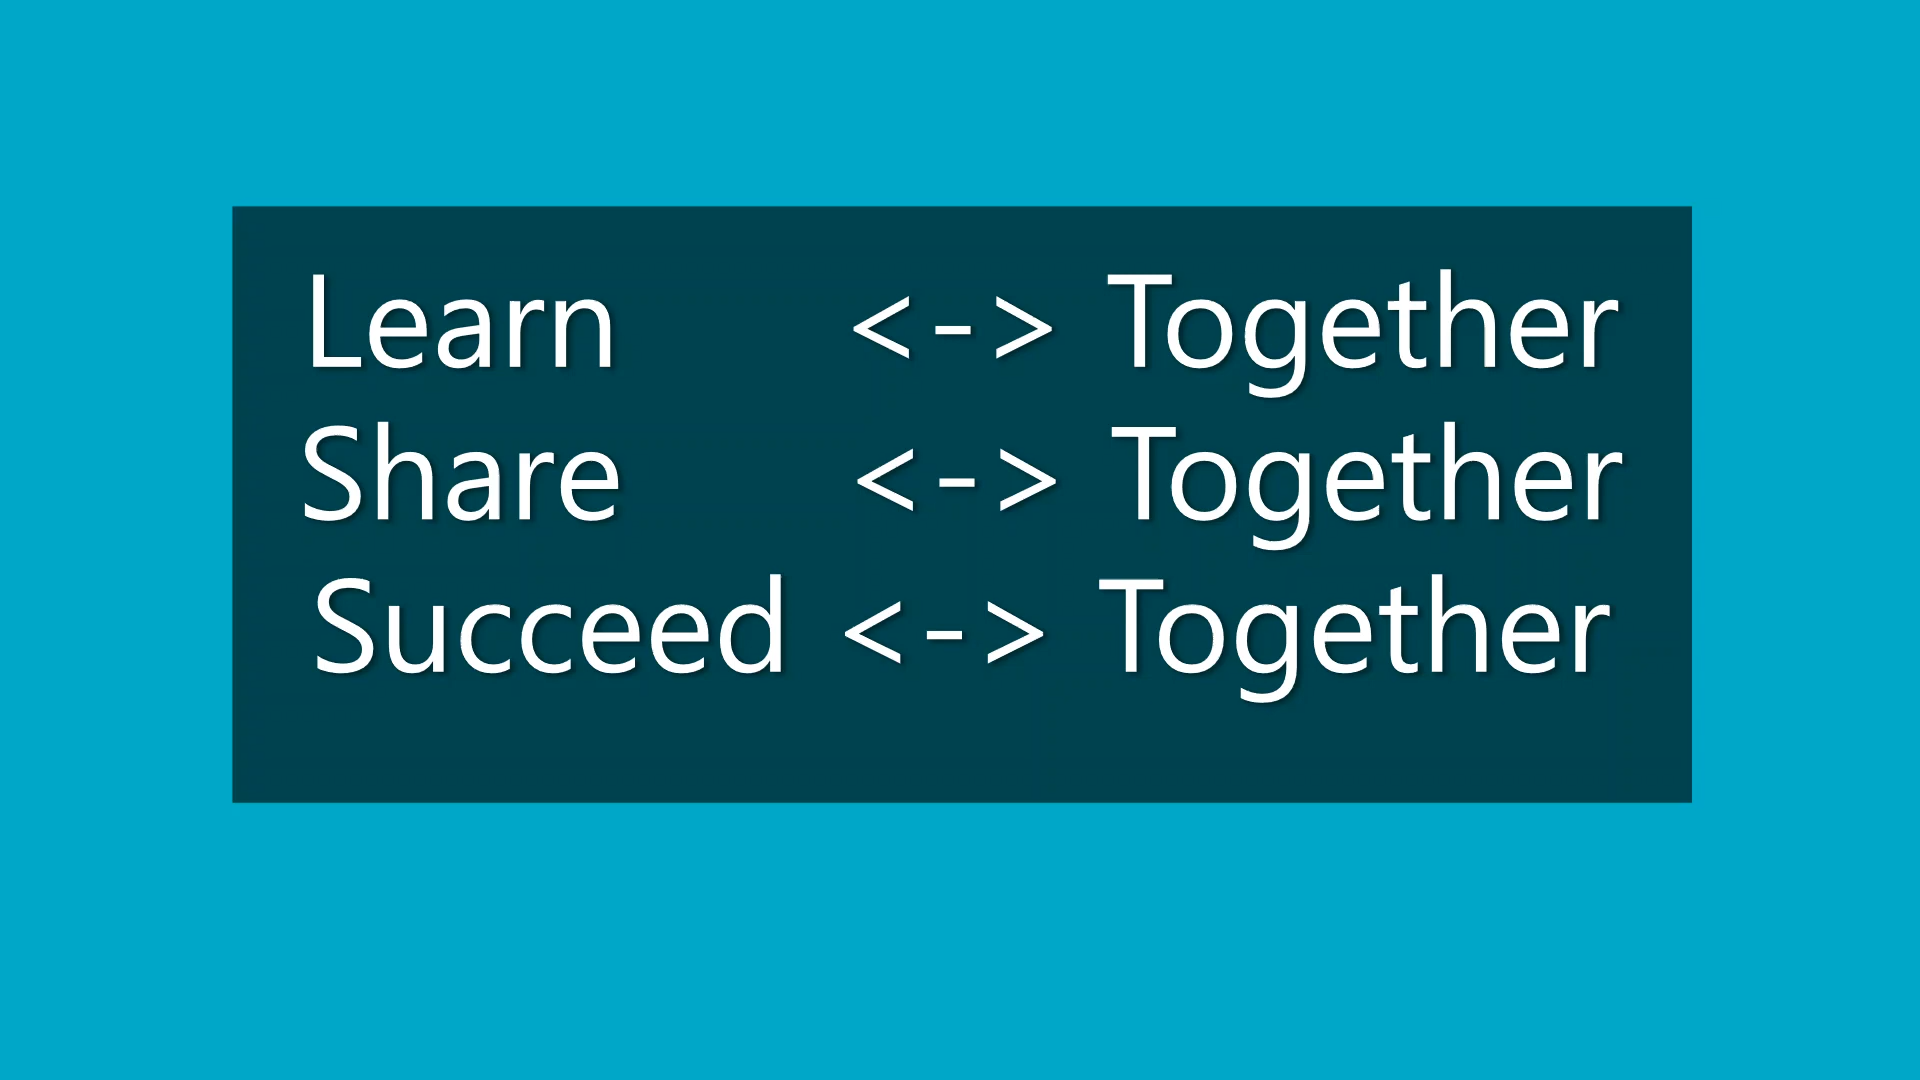 Learn <-> Together
Share <-> Together
Succeed <-> Together